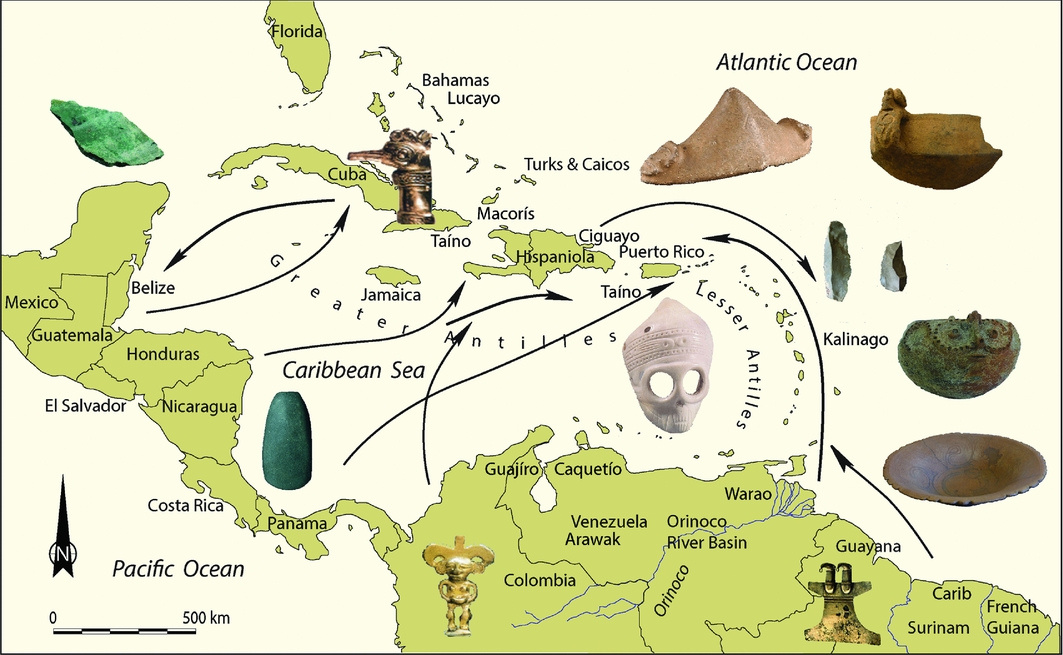 Florida
Atlantic Ocean
Bahamas
Lucayo
Cuba
Turks & Caicos
Macorís
Taíno
Ciguayo
Hispaniola
Puerto Rico
Taíno
Jamaica
Greater
Antilles
Lesser
Antilles
Belize
Mexico
Guatemala
Honduras
Caribbean Sea
Kalinago
El Salvador
Nicaragua
Guajíro
Caquetío
Costa Rica
Panama
Warao
Venezuela
Arawak
Orinoco
River Basin
Guayana
N
Pacific Ocean
Colombia
Orinoco
Carib
French
Guiana
Surinam
0
500 km